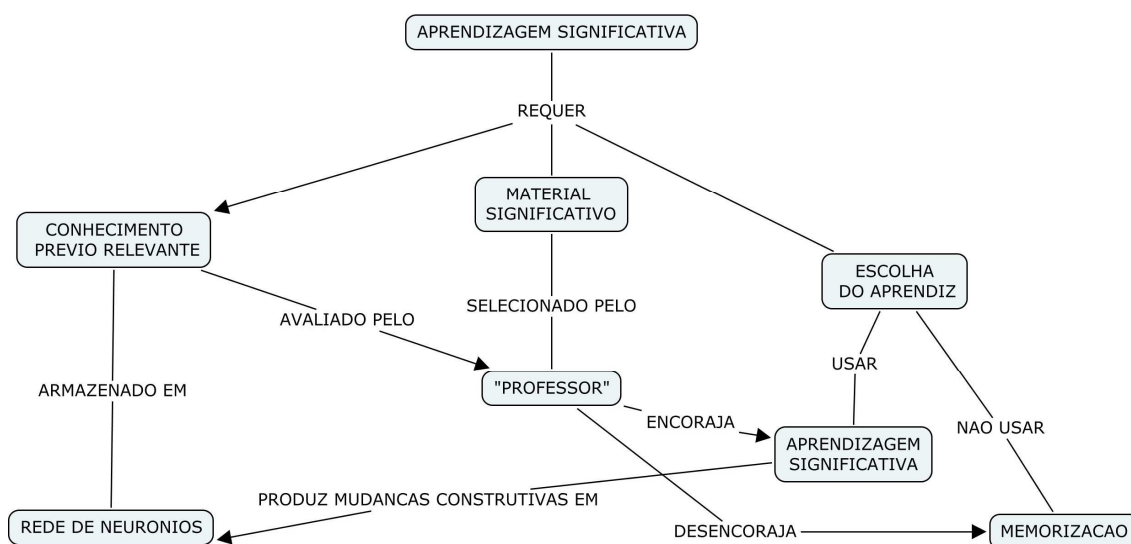 APRENDIZAGEM SIGNIFICATIVA
REQUER
MATERIAL
SIGNIFICATIVO
CONHECIMENTO
PREVIO RELEVANTE
ESCOLHA
DO APRENDIZ
AVALIADO PELO
SELECIONADO PELO
USAR
ARMAZENADO EM
"PROFESSOR"
ENCORAJA
NAO USAR
APRENDIZAGEM
SIGNIFICATIVA
PRODUZ MUDANCAS CONSTRUTIVAS EM
REDE DE NEURONIOS
DESENCORAJA
MEMORIZACAO